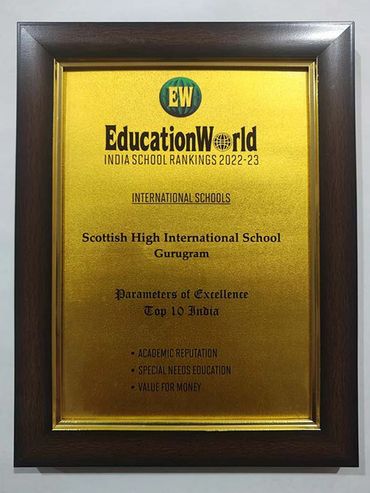 EW
EducationWorld
INDIA SCHOOL RANKINGS 2022-23
INTERNATIONAL SCHOOLS
Scottish High International School
Gurugram
Parameters of Excellence
Top 10 India
• ACADEMIC REPUTATION
• SPECIAL NEEDS EDUCATION
• VALUE FOR MONEY